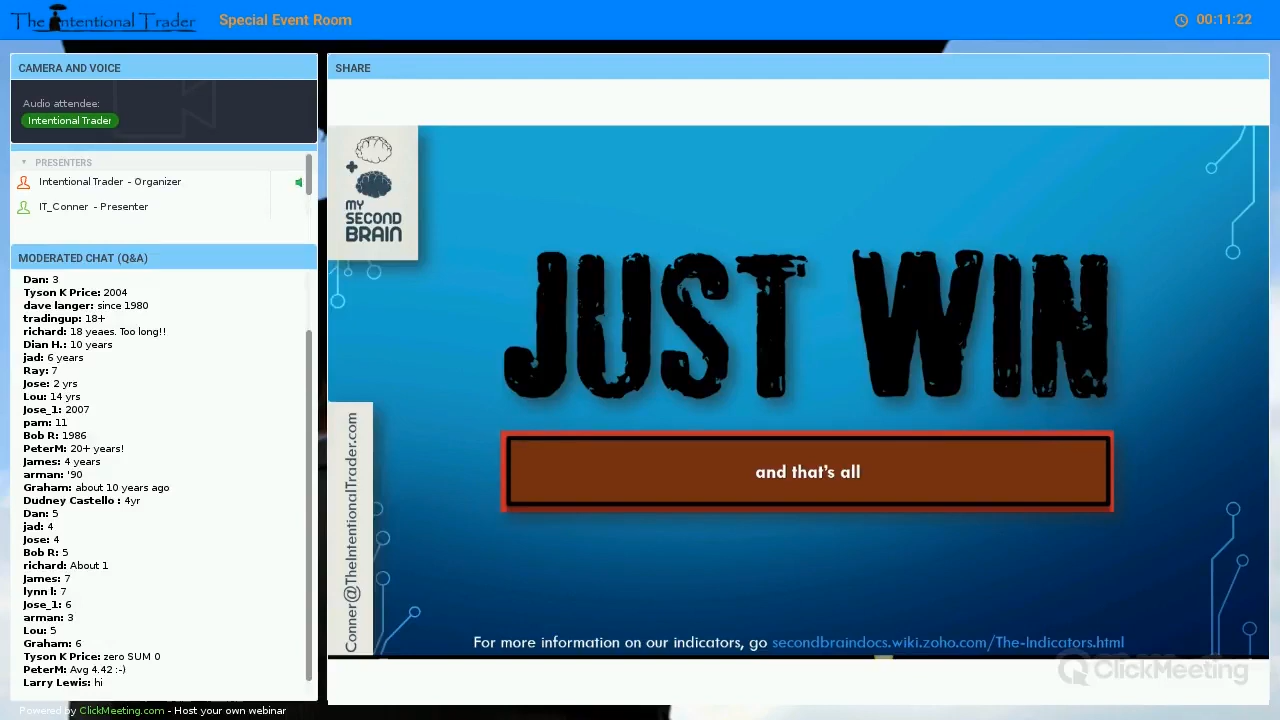 The Intentional Trader
Special Event Room
00:11:22
CAMERA AND VOICE
Audio attendee:
Intentional Trader
PRESENTERS
Intentional Trader - Organizer
IT_Conner - Presenter
MODERATED CHAT (Q&A)
Dan: 3
Tyson K Price: 2004
dave langer: since 1980
tradingup: 18+
richard: 18 yeaes. Too long!!
Dian H.: 10 years
jad: 6 years
Ray: 7
Jose: 2 yrs
Lou: 14 yrs
Jose_1: 2007
pam: 11
Bob R: 1986
PeterM: 20+ years!
James: 4 years
arman: '90
Graham: about 10 years ago
Dudney Castello : 4yr
Dan: 5
jad: 4
Jose: 4
Bob R: 5
richard: About 1
James: 7
lynn l: 7
Jose_1: 6
arman: 3
Lou: 5
Graham: 6
Tyson K Price: zero SUM 0
PeterM: Avg 4.42 :-)
Larry Lewis: hi
Powered by ClickMeeting.com - Host your own webinar
SHARE
MY
SECOND
BRAIN
JUST WIN
and that's all
Conner@TheIntentionalTrader.com
For more information on our indicators, go secondbraindocs.wiki.zoho.com/The-Indicators.html
ClickMeeting